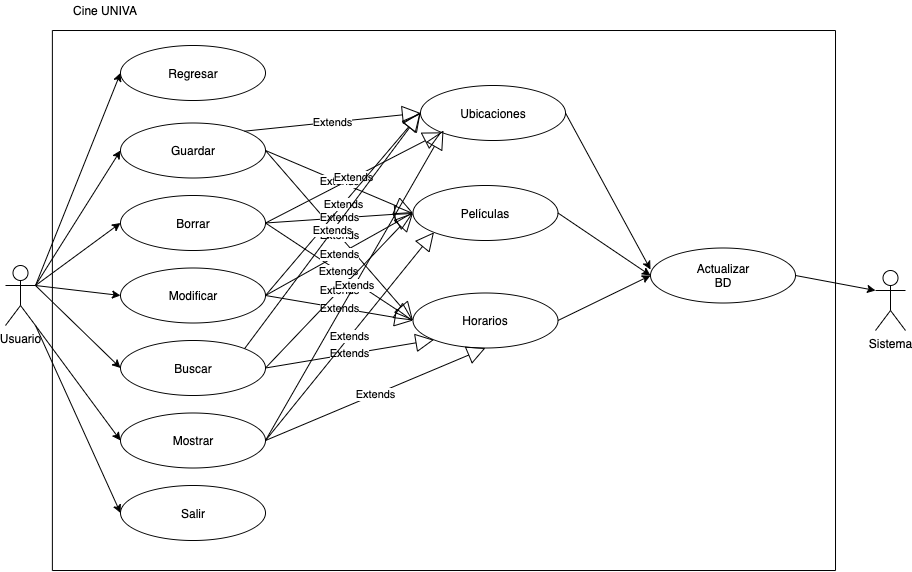 Cine UNIVA
Regresar
Ubicaciones
Extends
Guardar
Extends
Extends
Extends
Películas
Extends
Borrar
Extends
Extends
Extends
Actualizar
BD
Extends
Extends
Extends
Modificar
Extends
Horarios
Extends
Usuario
Sistema
Extends
Buscar
Extends
Mostrar
Salir